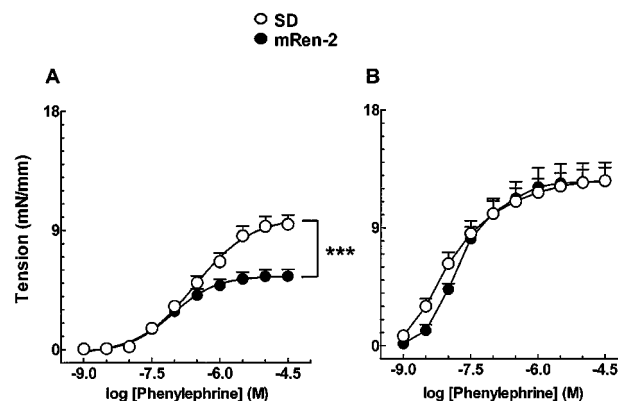 SD
mRen-2
A
B
18
9
0
Tension (mN/mm)
***
-9.0 -7.5 -6.0 -4.5
log [Phenylephrine] (M)
18
9
0
-9.0 -7.5 -6.0 -4.5
log [Phenylephrine] (M)